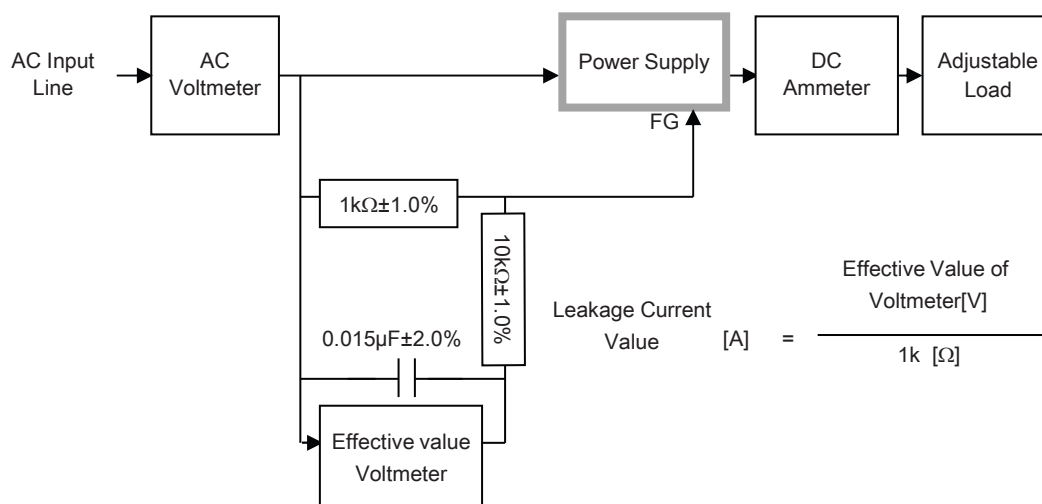 AC Input
Line
AC
Voltmeter
Power Supply
DC
Ammeter
Adjustable
Load
FG
1kΩ±1.0%
10kΩ±1.0%
0.015µF±2.0%
Effective value
Voltmeter
Leakage Current
Value [A] =
Effective Value of
Voltmeter[V]
1k [Ω]